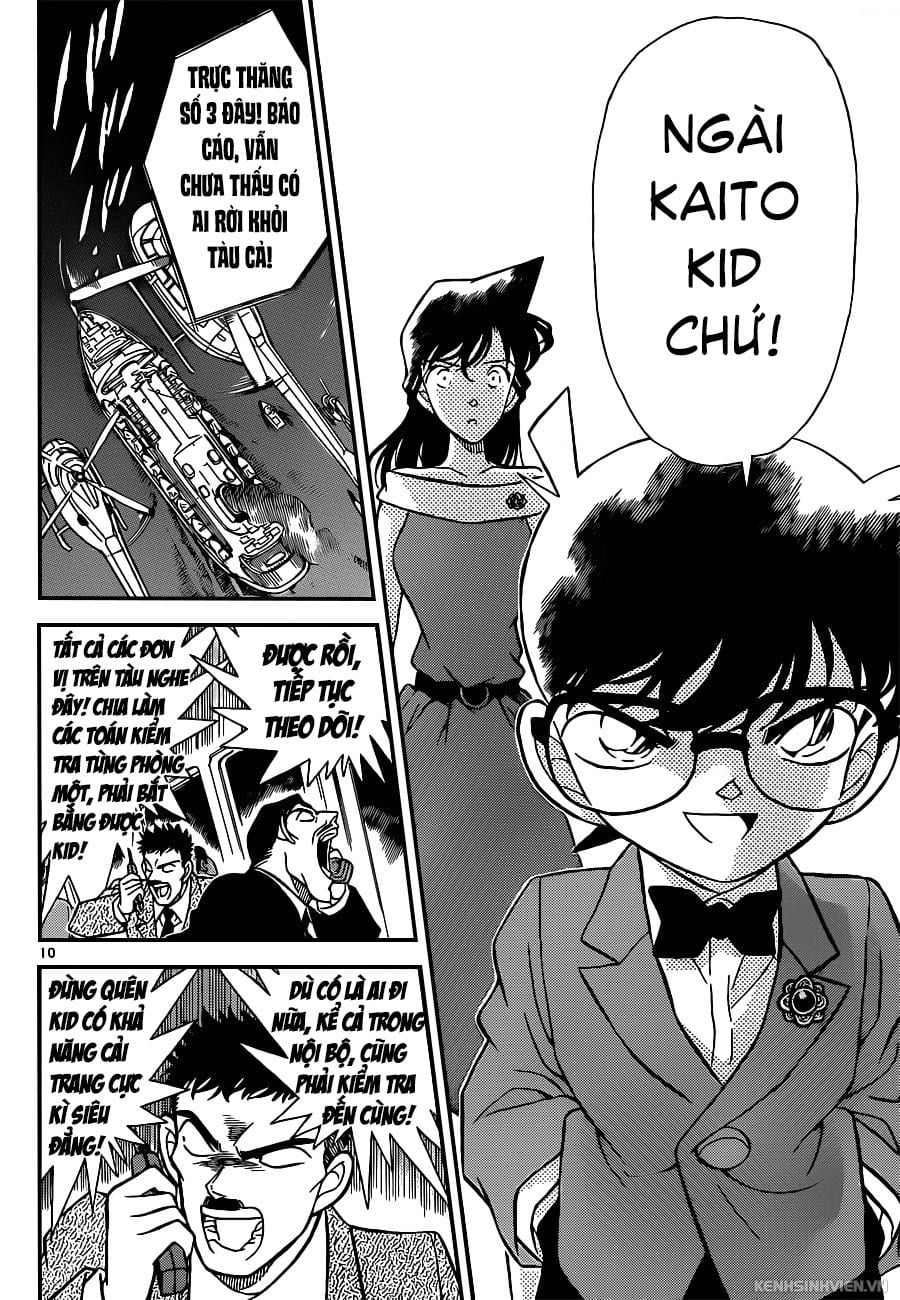 NGÀI
KAITO
KID
CHỨ!
TRỰC THĂNG
SỐ 3 ĐÂY! BÁO
CÁO, VẪN
CHƯA THẤY CÓ
AI RỜI KHỎI
TÀU CẢ!
ĐƯỢC RỒI,
TIẾP TỤC
THEO DÕI!
TẤT CẢ CÁC ĐƠN
VỊ TRÊN TÀU NGHE
ĐÂY! CHIA LÀM
CÁC TOÁN KIỂM
TRA TỪNG PHÒNG
MỘT, PHẢI BẮT
BẰNG ĐƯỢC
KID!
10
DÙ CÓ LÀ AI ĐI
NỮA, KỂ CẢ TRONG
NỘI BỘ, CŨNG
PHẢI KIỂM TRA
ĐẾN CÙNG!
ĐỪNG QUÊN
KID CÓ KHẢ
NĂNG CẢI
TRANG CỰC
KÌ SIÊU
ĐẲNG!
KENHSINHVIEN.VN